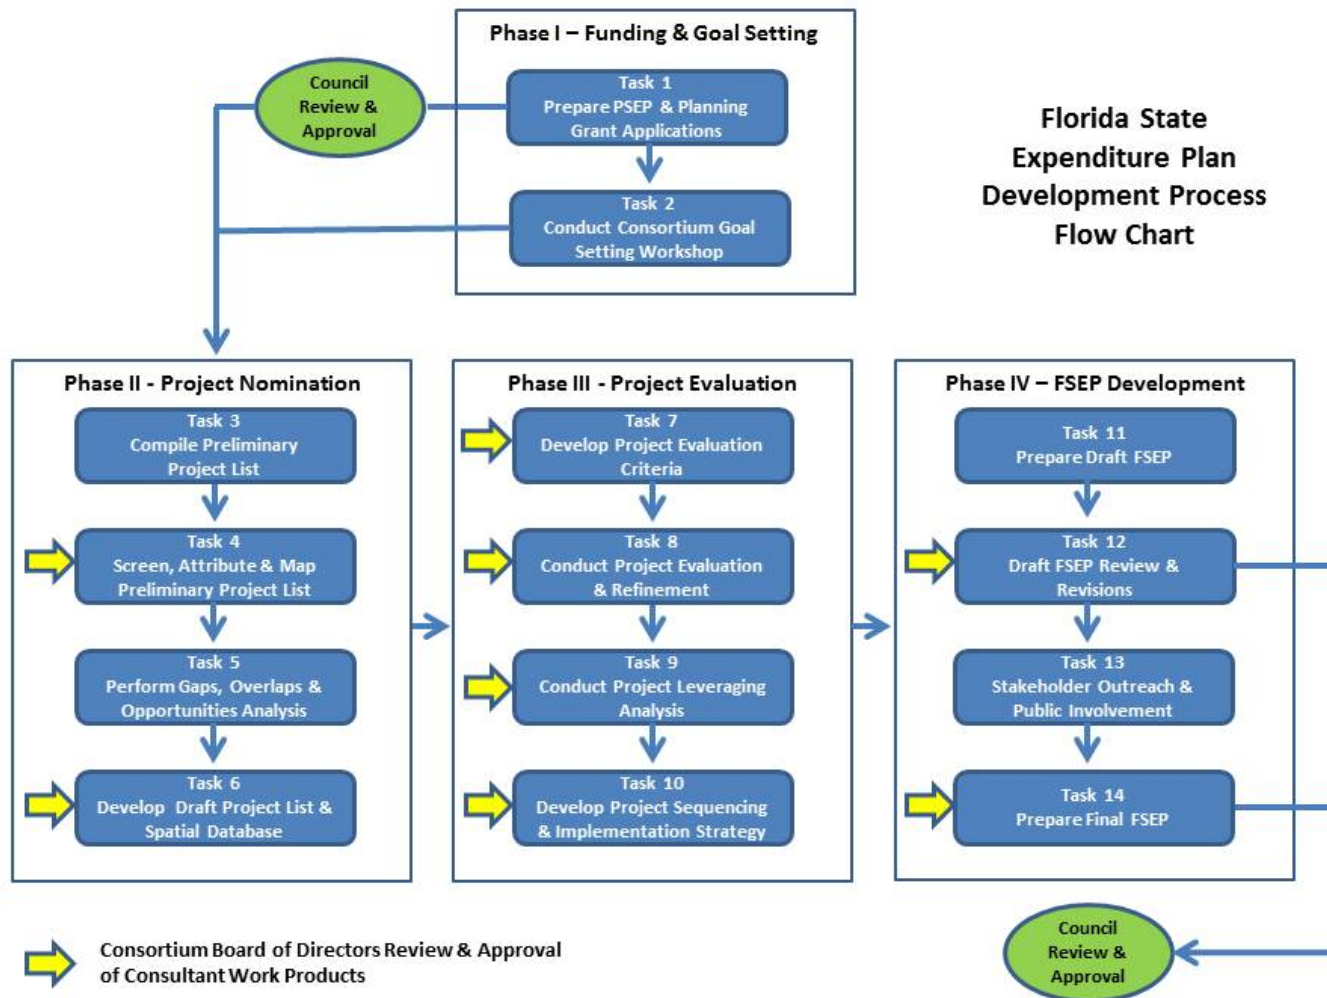 Phase I – Funding & Goal Setting
Council
Review &
Approval
Task 1
Prepare PSEP & Planning
Grant Applications
Task 2
Conduct Consortium Goal
Setting Workshop
Florida State
Expenditure Plan
Development Process
Flow Chart
Phase II - Project Nomination
Task 3
Compile Preliminary
Project List
Task 4
Screen, Attribute & Map
Preliminary Project List
Task 5
Perform Gaps, Overlaps &
Opportunities Analysis
Task 6
Develop Draft Project List &
Spatial Database
Phase III - Project Evaluation
Task 7
Develop Project Evaluation
Criteria
Task 8
Conduct Project Evaluation
& Refinement
Task 9
Conduct Project Leveraging
Analysis
Task 10
Develop Project Sequencing
& Implementation Strategy
Phase IV – FSEP Development
Task 11
Prepare Draft FSEP
Task 12
Draft FSEP Review &
Revisions
Task 13
Stakeholder Outreach &
Public Involvement
Task 14
Prepare Final FSEP
Consortium Board of Directors Review & Approval
of Consultant Work Products
Council
Review &
Approval